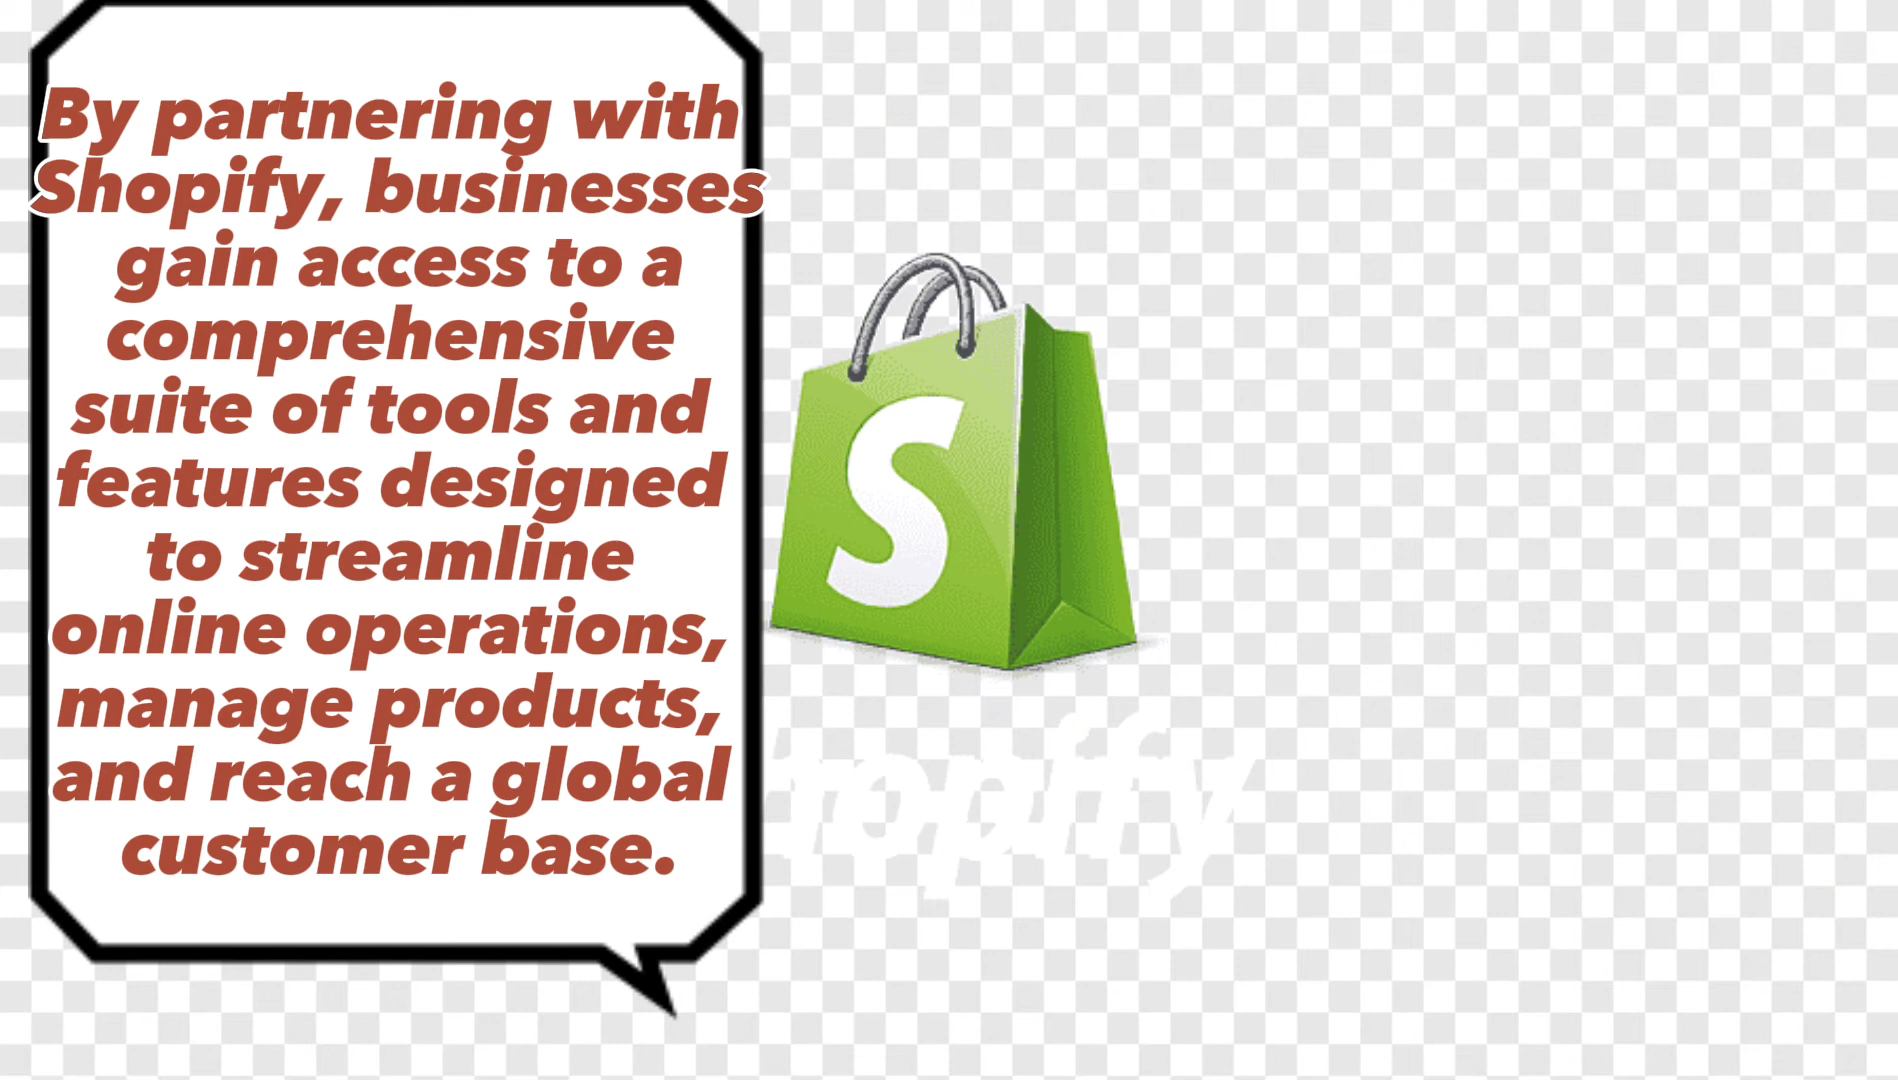 By partnering with
Shopify, businesses
gain access to a
comprehensive
suite of tools and
features designed
to streamline
online operations,
manage products,
and reach a global
customer base.
S
hopify